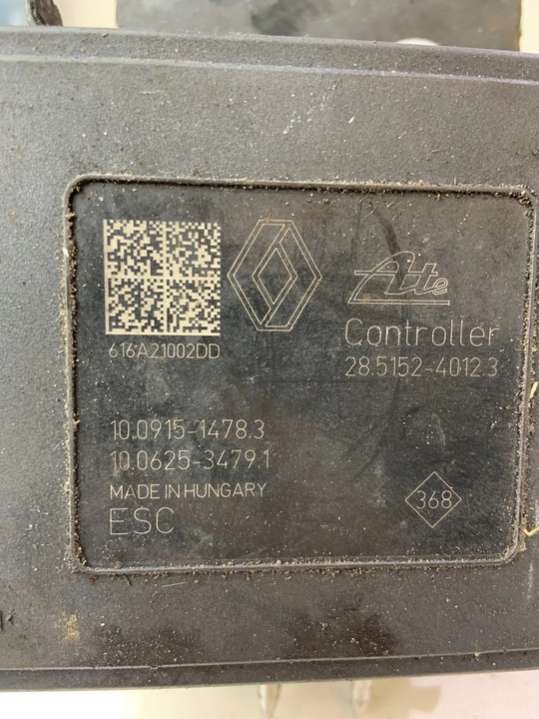 616A21002DD
Ate
Controller
28.5152-4012.3
10.0915-1478.3
10.0625-3479.1
MADE IN HUNGARY
ESC
368